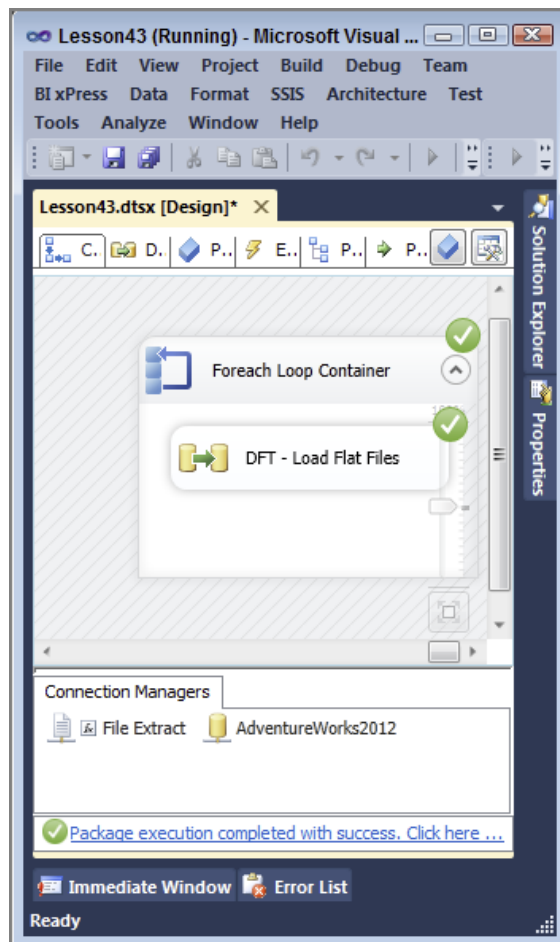 Lesson43 (Running) - Microsoft Visual ...
File Edit View Project Build Debug Team
BI xPress Data Format SSIS Architecture Test
Tools Analyze Window Help
Lesson43.dtsx [Design]*
C.. D.. P.. E.. P.. P..
Solution Explorer
Properties
Foreach Loop Container
DFT - Load Flat Files
Connection Managers
fx File Extract AdventureWorks2012
Package execution completed with success. Click here ...
Immediate Window Error List
Ready